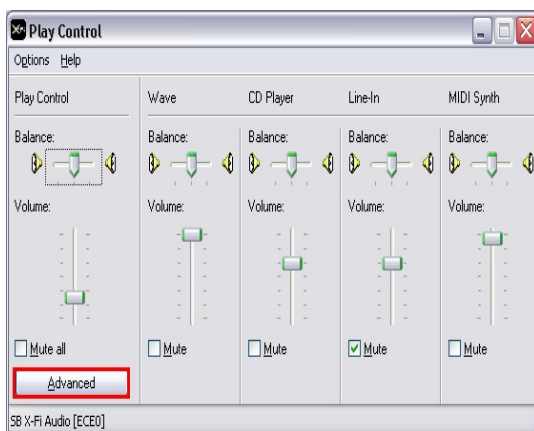 Play Control
Options Help
Play Control Wave CD Player Line-In MIDI Synth
Balance: Balance: Balance: Balance: Balance:
Volume: Volume: Volume: Volume: Volume:
Mute all Mute Mute Mute Mute
Advanced
SB X-Fi Audio [ECE0]